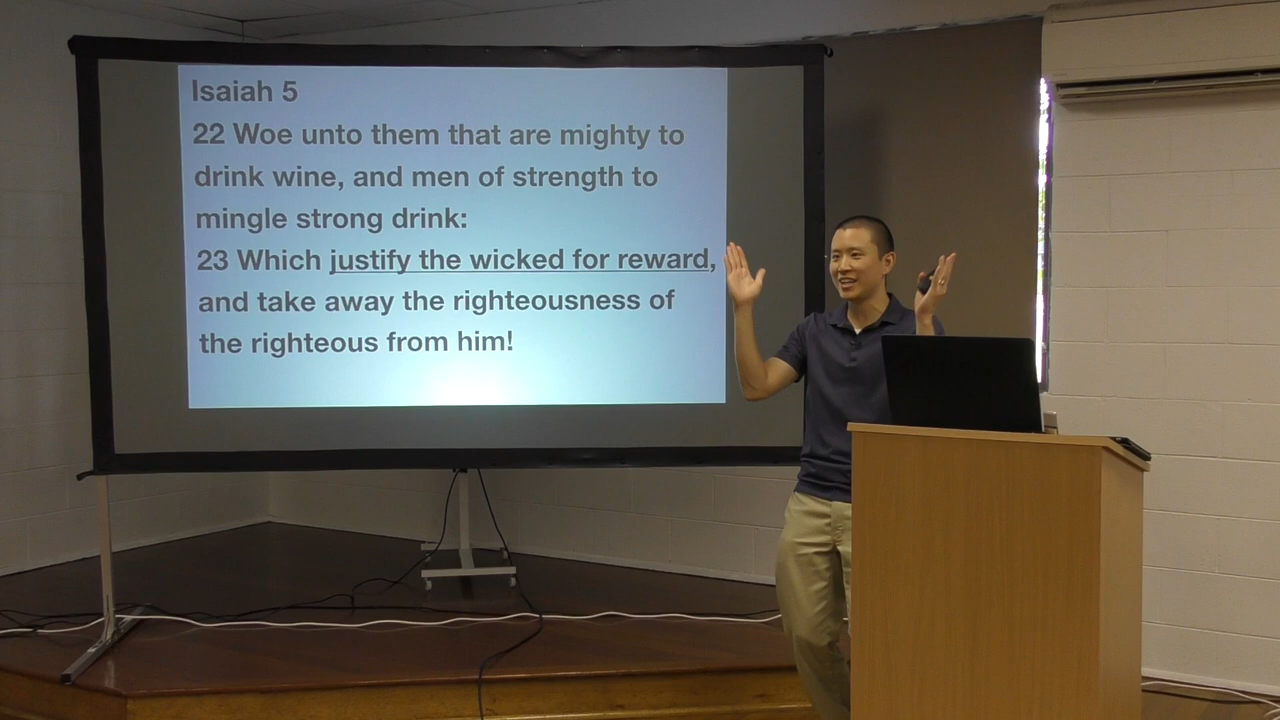 Isaiah 5
22 Woe unto them that are mighty to
drink wine, and men of strength to
mingle strong drink:
23 Which justify the wicked for reward,
and take away the righteousness of
the righteous from him!